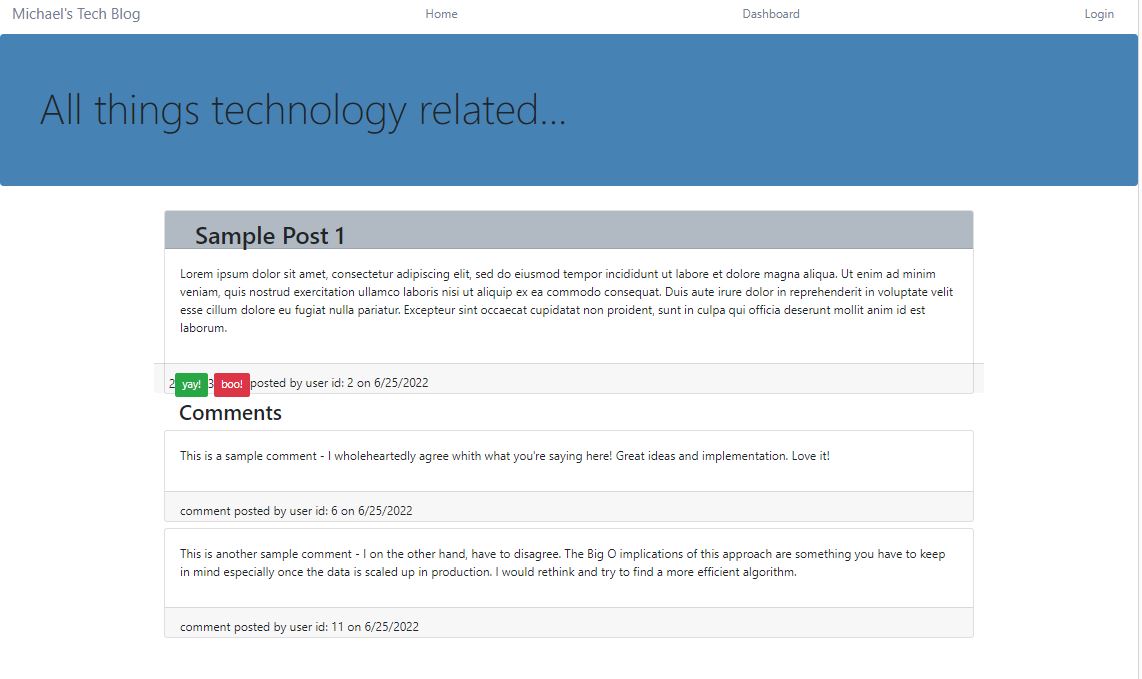 Michael's Tech Blog Home Dashboard Login
All things technology related...
Sample Post 1
Lorem ipsum dolor sit amet, consectetur adipiscing elit, sed do eiusmod tempor incididunt ut labore et dolore magna aliqua. Ut enim ad minim
veniam, quis nostrud exercitation ullamco laboris nisi ut aliquip ex ea commodo consequat. Duis aute irure dolor in reprehenderit in voluptate velit
esse cillum dolore eu fugiat nulla pariatur. Excepteur sint occaecat cupidatat non proident, sunt in culpa qui officia deserunt mollit anim id est
laborum.
2 yay! 3 boo! posted by user id: 2 on 6/25/2022
Comments
This is a sample comment - I wholeheartedly agree whith what you're saying here! Great ideas and implementation. Love it!
comment posted by user id: 6 on 6/25/2022
This is another sample comment - I on the other hand, have to disagree. The Big O implications of this approach are something you have to keep
in mind especially once the data is scaled up in production. I would rethink and try to find a more efficient algorithm.
comment posted by user id: 11 on 6/25/2022